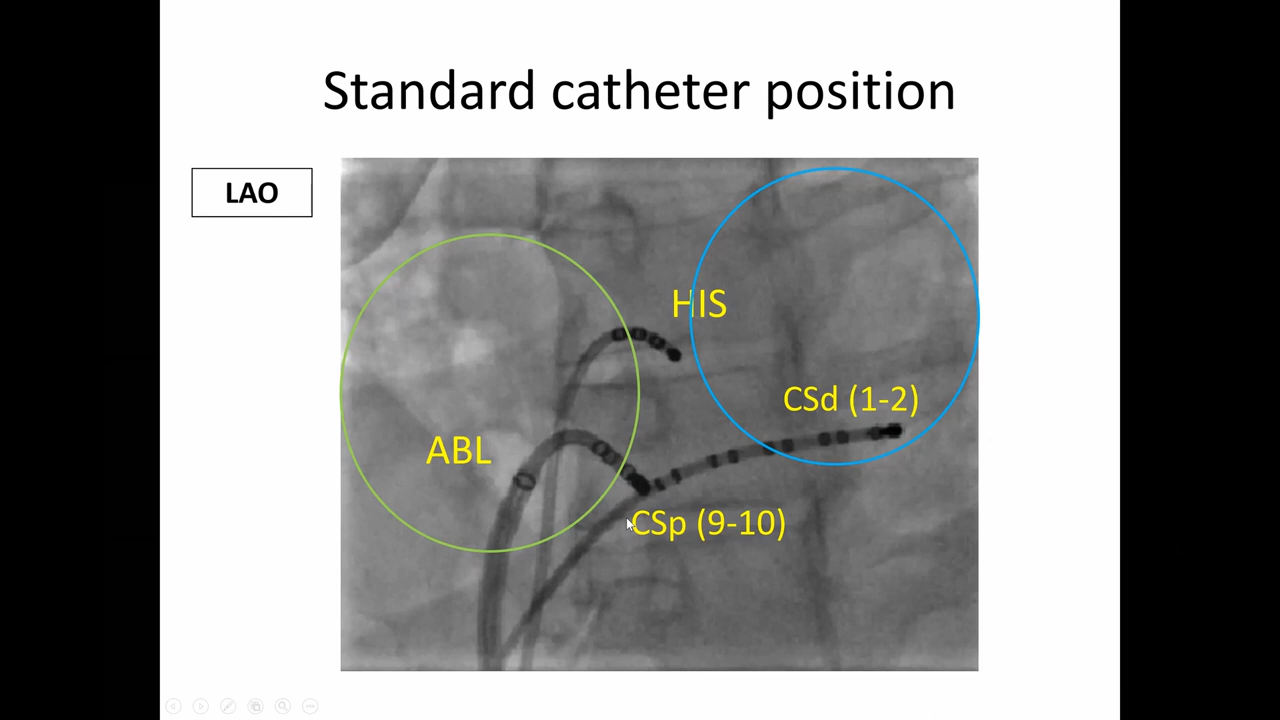 Standard catheter position
LAO
HIS
CSd (1-2)
ABL
CSp (9-10)